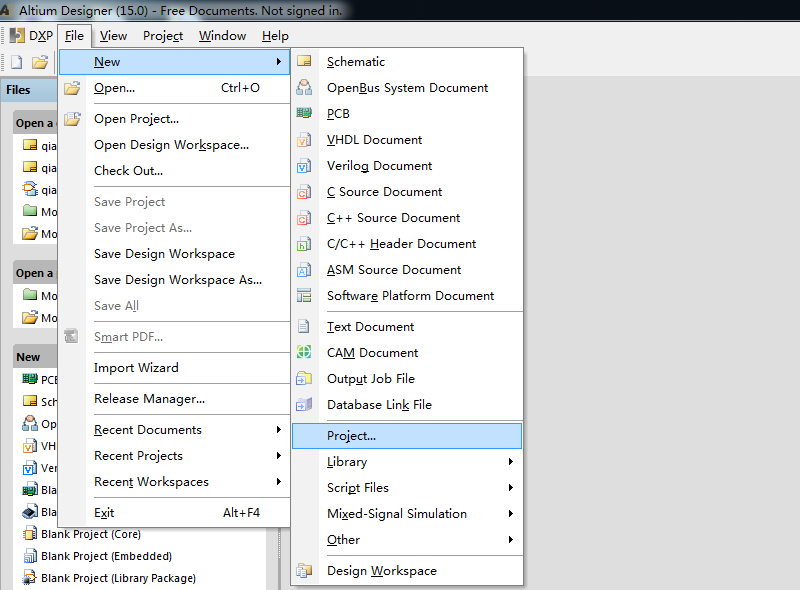 Altium Designer (15.0) - Free Documents. Not signed in.
DXP File View Project Window Help
Files
Open a
qia
qia
qia
Mo
Mo
Open a
Mo
Mo
New
PCB
Sch
Op
VH
Ver
Bla
Bla
Blank Project (Core)
Blank Project (Embedded)
Blank Project (Library Package)
New
Open... Ctrl+O
Open Project...
Open Design Workspace...
Check Out...
Save Project
Save Project As...
Save Design Workspace
Save Design Workspace As...
Save All
Smart PDF...
Import Wizard
Release Manager...
Recent Documents
Recent Projects
Recent Workspaces
Exit Alt+F4
Schematic
OpenBus System Document
PCB
VHDL Document
Verilog Document
C Source Document
C++ Source Document
C/C++ Header Document
ASM Source Document
Software Platform Document
Text Document
CAM Document
Output Job File
Database Link File
Project...
Library
Script Files
Mixed-Signal Simulation
Other
Design Workspace